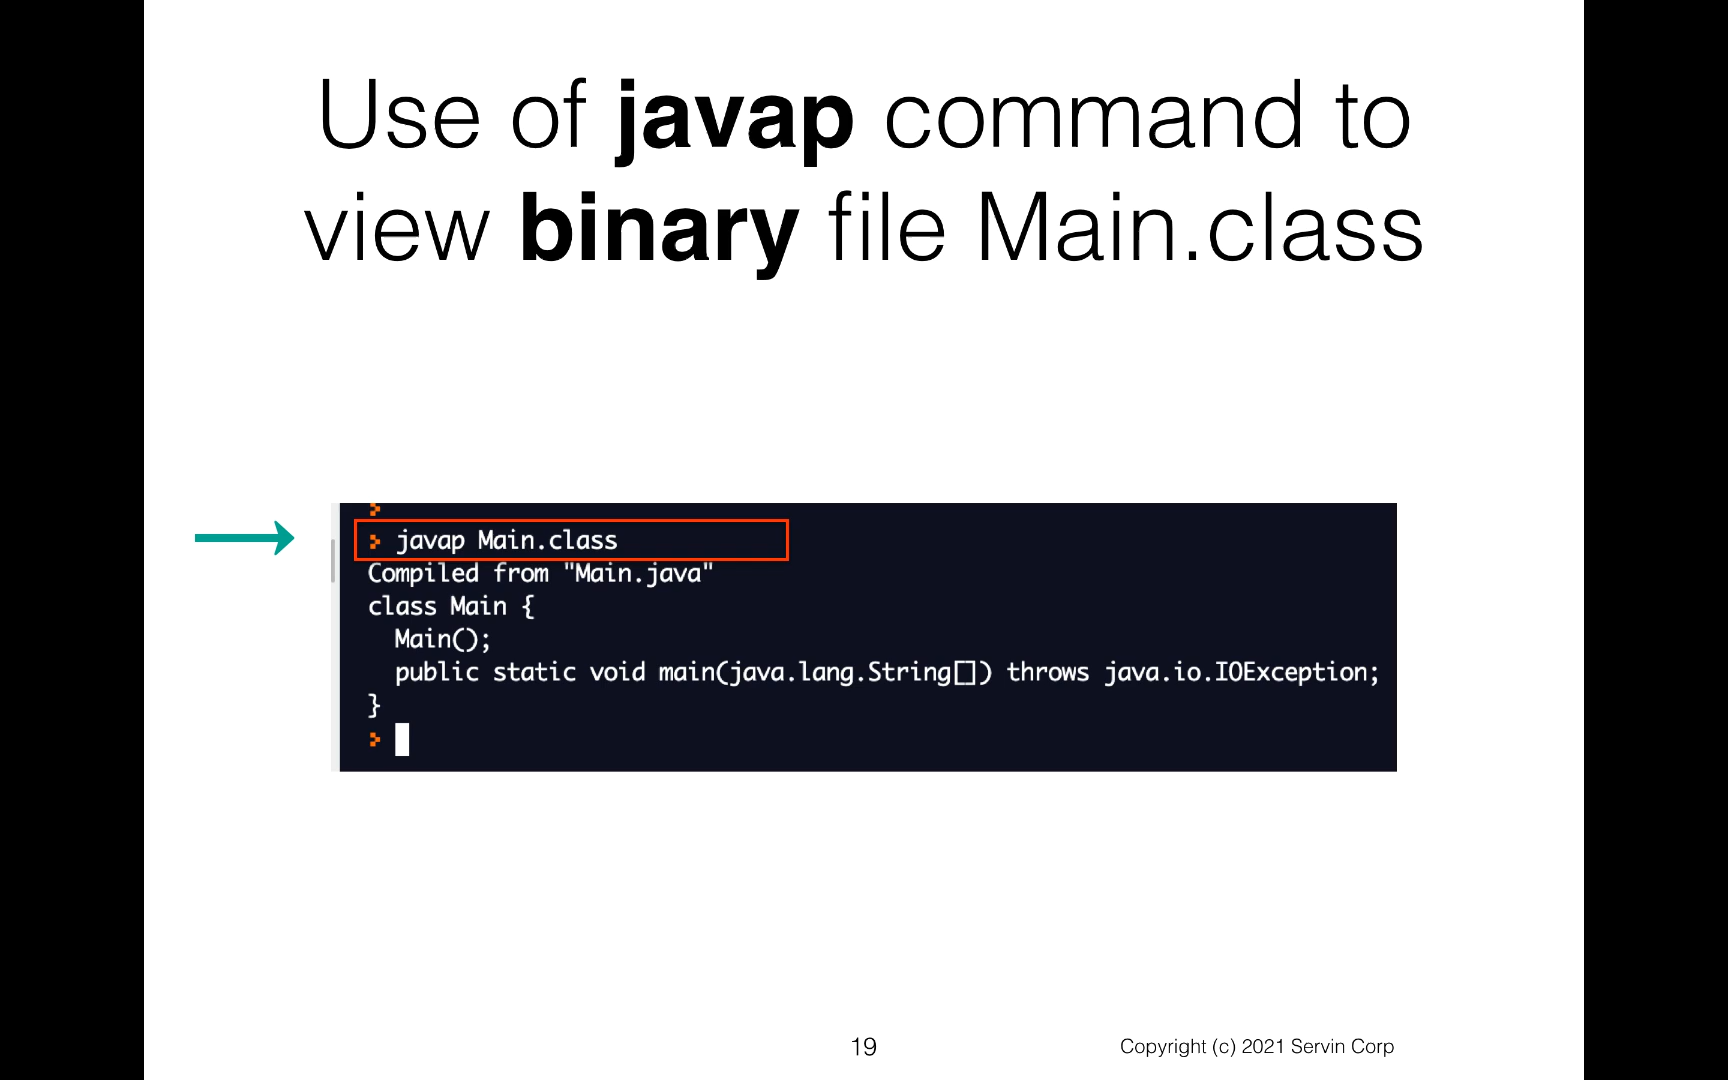 Use of javap command to
view binary file Main.class
> javap Main.class
Compiled from "Main.java"
class Main {
  Main();
  public static void main(java.lang.String[]) throws java.io.IOException;
}
>
19
Copyright (c) 2021 Servin Corp